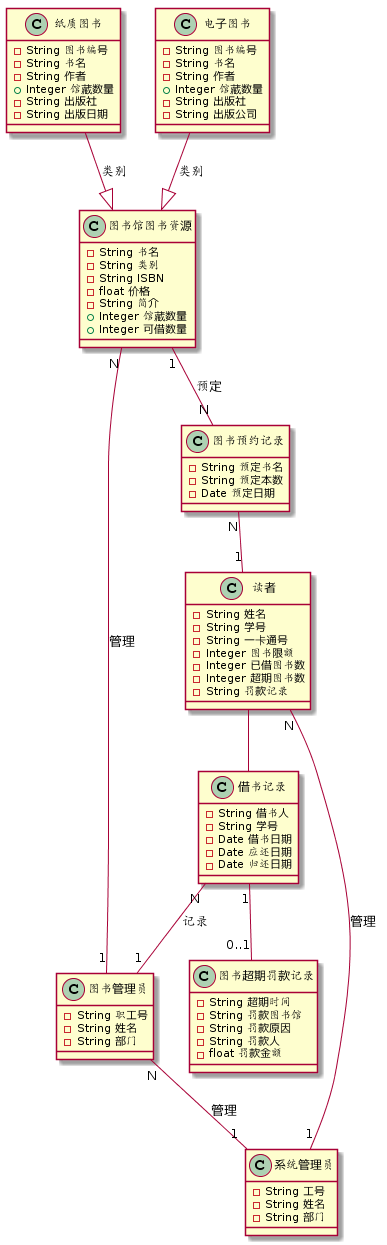 C 纸质图书
String 图书编号
String 书名
String 作者
Integer 馆藏数量
String 出版社
String 出版日期
C 电子图书
String 图书编号
String 书名
String 作者
Integer 馆藏数量
String 出版社
String 出版公司
类别
类别
C 图书馆图书资源
String 书名
String 类别
String ISBN
float 价格
String 简介
Integer 馆藏数量
Integer 可借数量
N
1
预定
N
C 图书预约记录
String 预定书名
String 预定本数
Date 预定日期
N
1
C 读者
String 姓名
String 学号
String 一卡通号
Integer 图书限额
Integer 已借图书数
Integer 超期图书数
String 罚款记录
管理
N
C 借书记录
String 借书人
String 学号
Date 借书日期
Date 应还日期
Date 归还日期
N
1
记录
管理
1
1
0..1
C 图书管理员
String 职工号
String 姓名
String 部门
C 图书超期罚款记录
String 超期时间
String 罚款图书馆
String 罚款原因
String 罚款人
float 罚款金额
N
管理
1
1
C 系统管理员
String 工号
String 姓名
String 部门